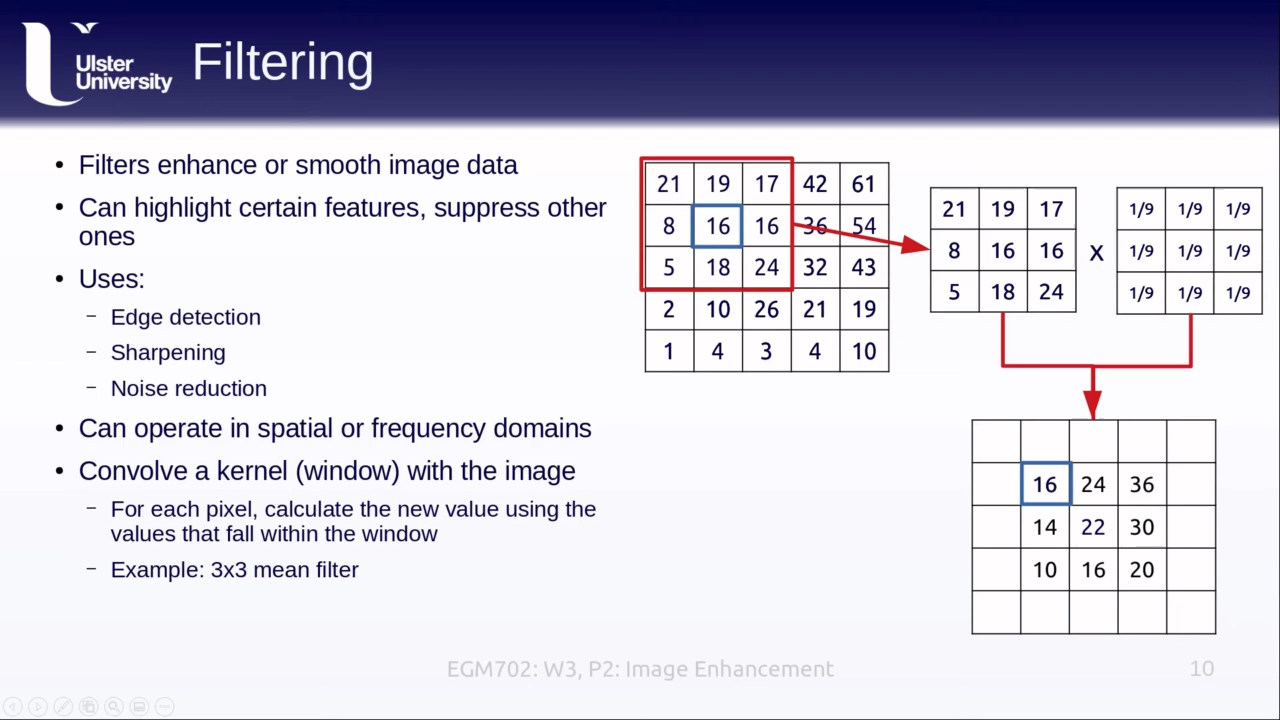 Ulster
University
Filtering
• Filters enhance or smooth image data
• Can highlight certain features, suppress other
ones
• Uses:
– Edge detection
– Sharpening
– Noise reduction
• Can operate in spatial or frequency domains
• Convolve a kernel (window) with the image
– For each pixel, calculate the new value using the
values that fall within the window
– Example: 3x3 mean filter
21 19 17 42 61
8 16 16 36 54
5 18 24 32 43
2 10 26 21 19
1 4 3 4 10
21 19 17
8 16 16
5 18 24
x
1/9 1/9 1/9
1/9 1/9 1/9
1/9 1/9 1/9
16 24 36
14 22 30
10 16 20
EGM702: W3, P2: Image Enhancement
10